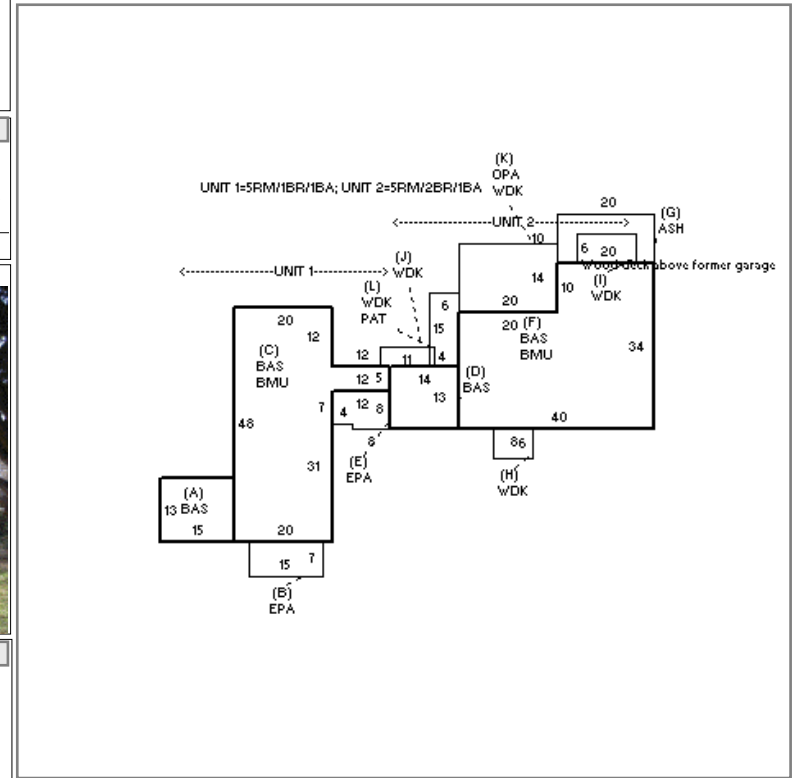 (K)
OPA
WDK
UNIT 1=5RM/1BR/1BA; UNIT 2=5RM/2BR/1BA
20
(G)
ASH
<---UNIT 2--->
10
6 20
Wood deck above former garage
(J)
WDK
<---UNIT 1--->
14
10
(I)
WDK
(L)
WDK
PAT
6
20
20
12
15
20 (F)
BAS
BMU
34
(C)
BAS
BMU
12
11
4
12 5
14
(D)
BAS
13
7
4
12 8
48
40
8
86
(E)
EPA
31
(H)
WDK
(A)
13 BAS
15
20
15
7
(B)
EPA